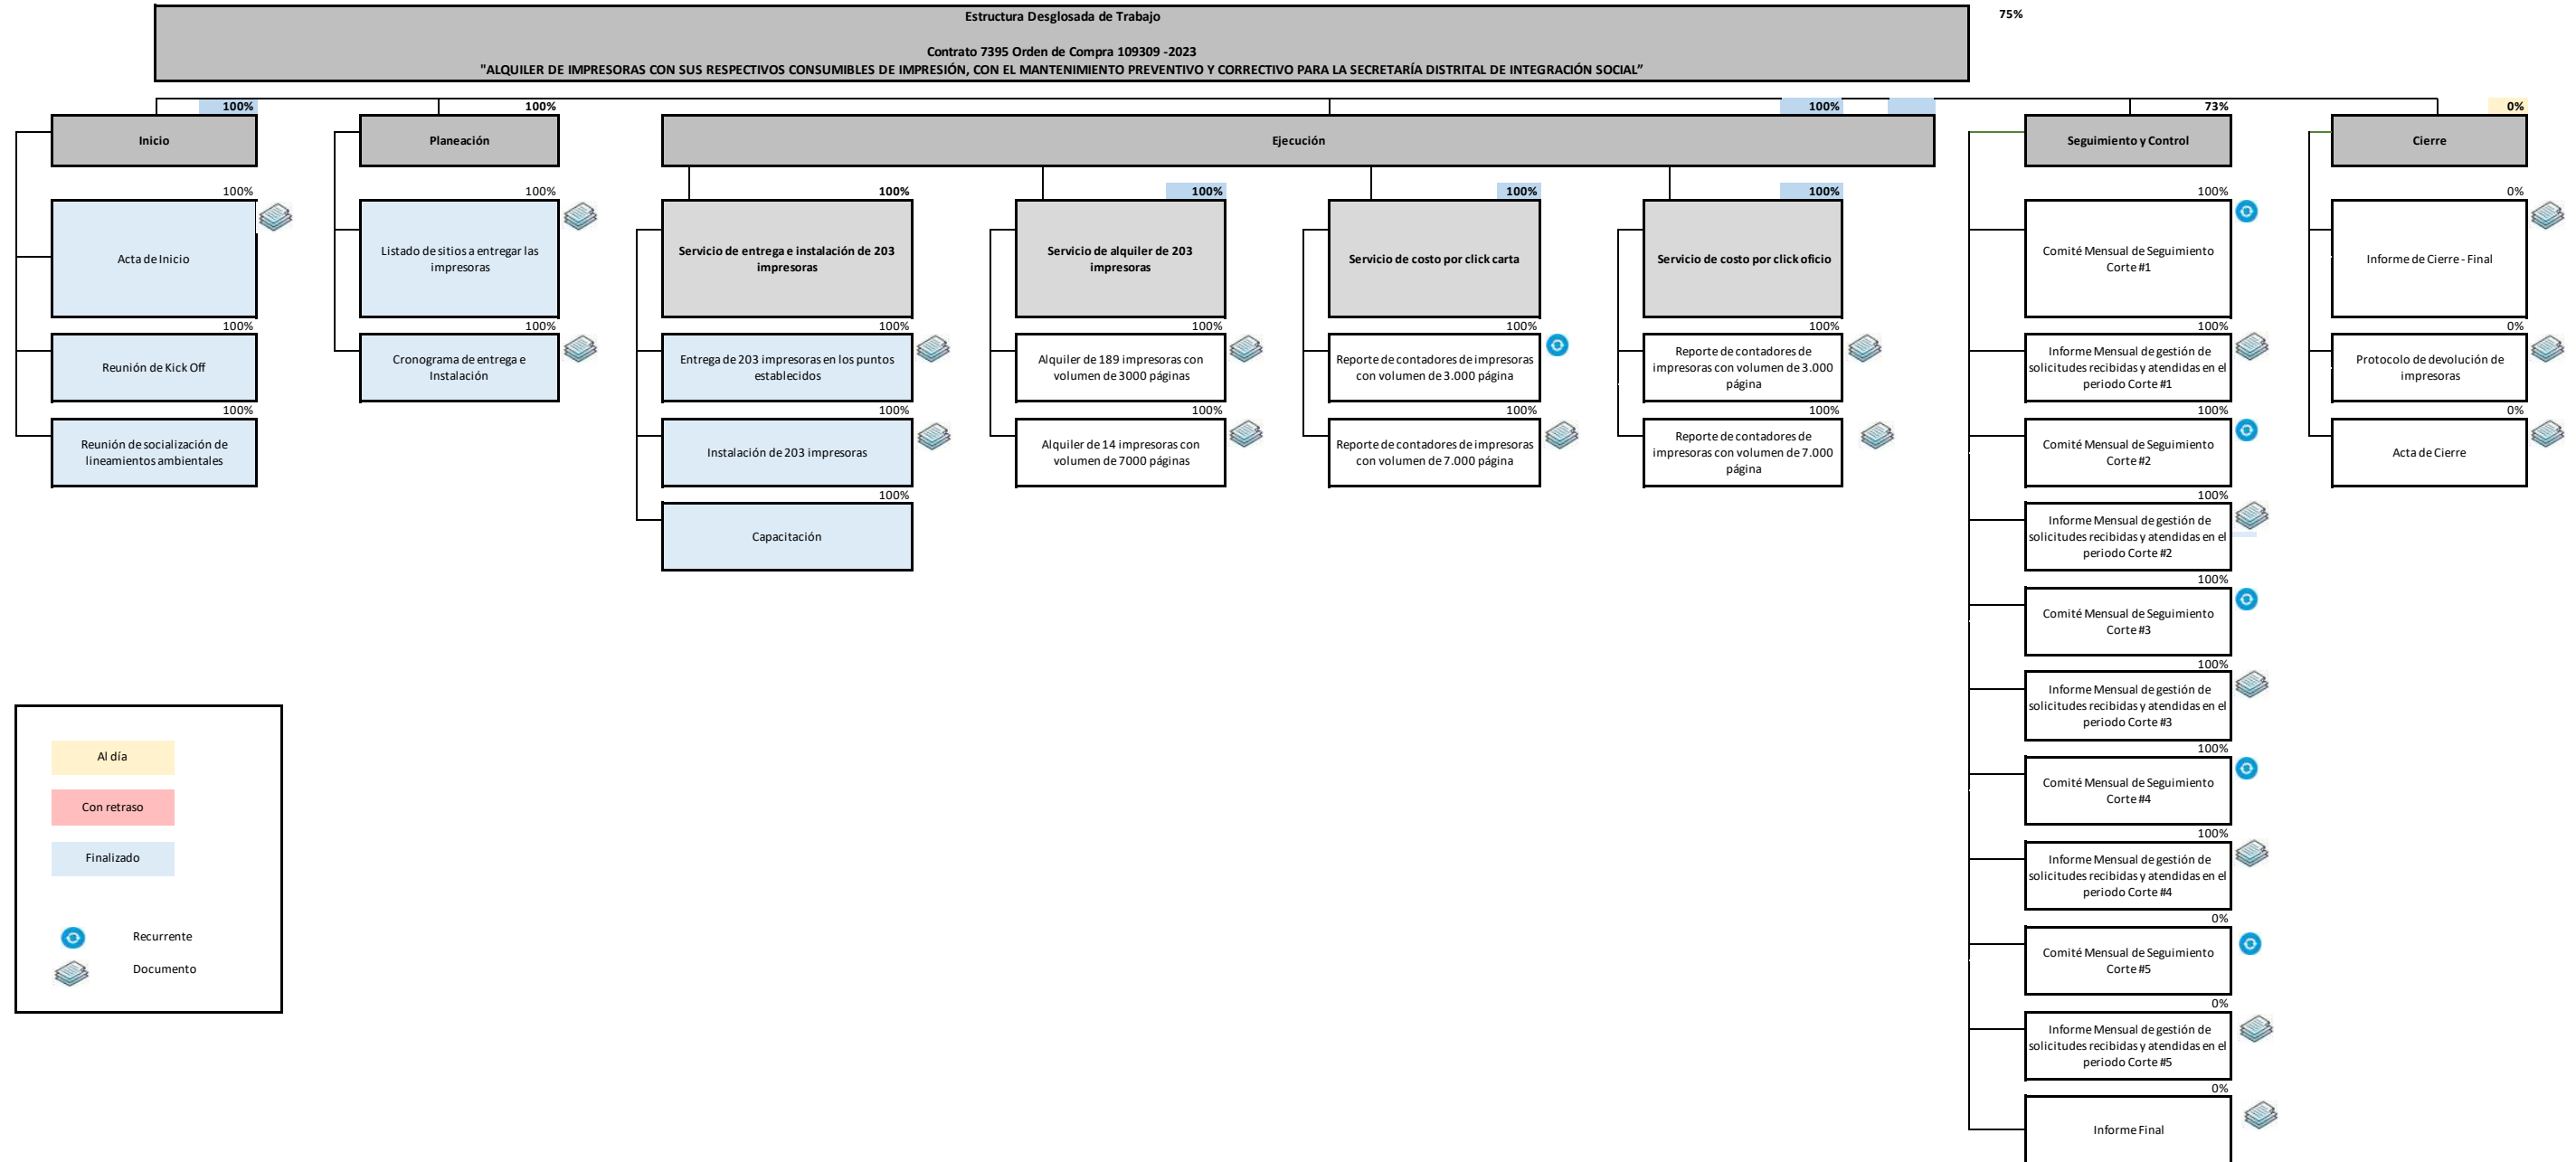 Estructura Desglosada de Trabajo
75%
Contrato 7395 Orden de Compra 109309 -2023
"ALQUILER DE IMPRESORAS CON SUS RESPECTIVOS CONSUMIBLES DE IMPRESIÓN, CON EL MANTENIMIENTO PREVENTIVO Y CORRECTIVO PARA LA SECRETARÍA DISTRITAL DE INTEGRACIÓN SOCIAL”
100%
Inicio
100%
Acta de Inicio
100%
Reunión de Kick Off
100%
Reunión de socialización de
lineamientos ambientales
100%
Planeación
100%
Listado de sitios a entregar las
impresoras
100%
Cronograma de entrega e
Instalación
100%
Ejecución
100%
Servicio de entrega e instalación de 203
impresoras
100%
Entrega de 203 impresoras en los puntos
establecidos
100%
Instalación de 203 impresoras
100%
Capacitación
100%
Servicio de alquiler de 203
impresoras
100%
Alquiler de 189 impresoras con
volumen de 3000 páginas
100%
Alquiler de 14 impresoras con
volumen de 7000 páginas
100%
Servicio de costo por click carta
100%
Reporte de contadores de impresoras
con volumen de 3.000 página
100%
Reporte de contadores de impresoras
con volumen de 7.000 página
100%
Servicio de costo por click oficio
100%
Reporte de contadores de
impresoras con volumen de 3.000
página
100%
Reporte de contadores de
impresoras con volumen de 7.000
página
73%
Seguimiento y Control
100%
Comité Mensual de Seguimiento
Corte #1
100%
Informe Mensual de gestión de
solicitudes recibidas y atendidas en el
periodo Corte #1
100%
Comité Mensual de Seguimiento
Corte #2
100%
Informe Mensual de gestión de
solicitudes recibidas y atendidas en el
periodo Corte #2
100%
Comité Mensual de Seguimiento
Corte #3
100%
Informe Mensual de gestión de
solicitudes recibidas y atendidas en el
periodo Corte #3
100%
Comité Mensual de Seguimiento
Corte #4
100%
Informe Mensual de gestión de
solicitudes recibidas y atendidas en el
periodo Corte #4
0%
Comité Mensual de Seguimiento
Corte #5
0%
Informe Mensual de gestión de
solicitudes recibidas y atendidas en el
periodo Corte #5
0%
Informe Final
0%
Cierre
0%
Informe de Cierre - Final
0%
Protocolo de devolución de
impresoras
0%
Acta de Cierre
Al día
Con retraso
Finalizado
Recurrente
Documento